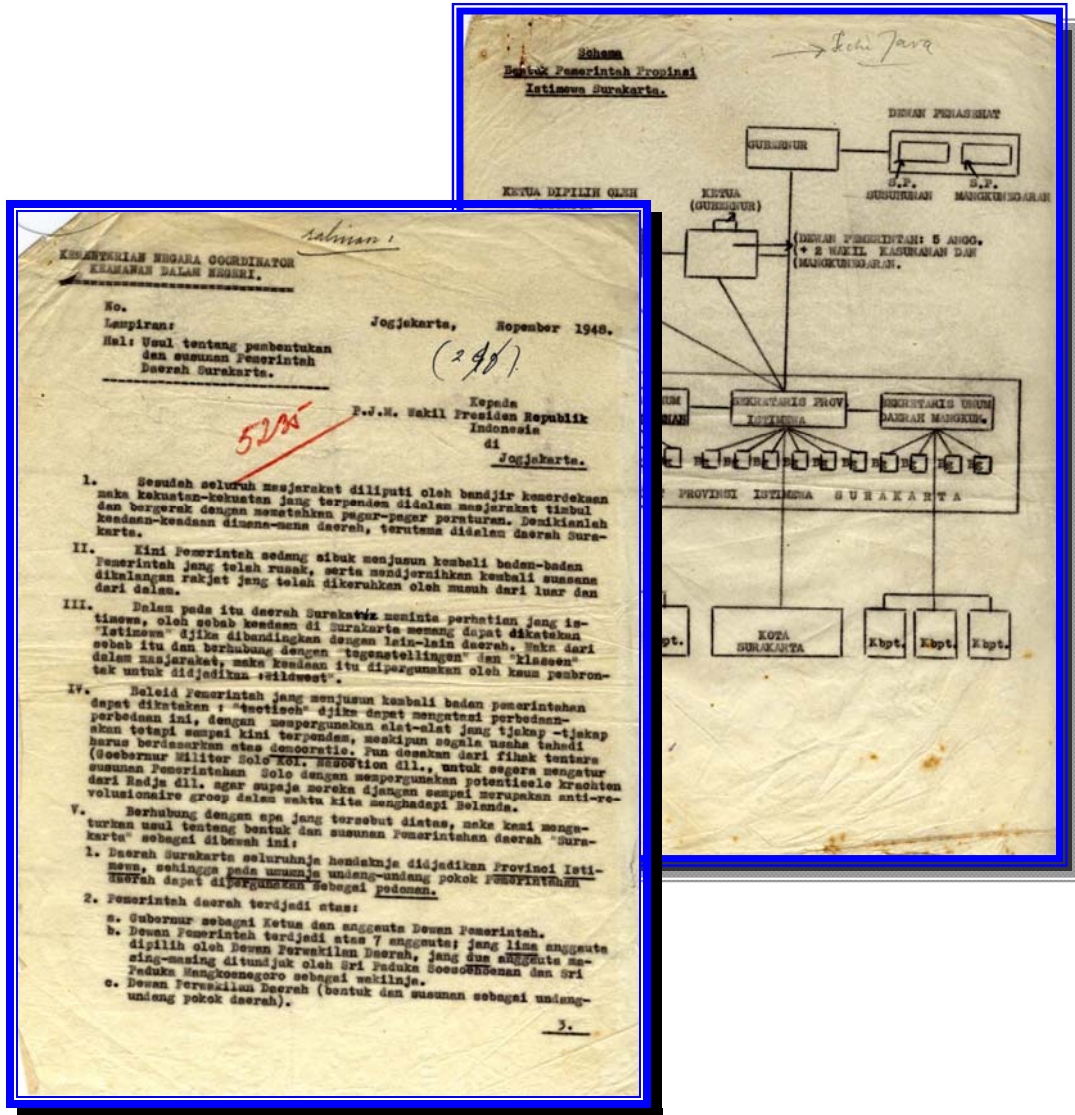 salinan :
KEMENTERIAN NEGARA COORDINATOR
KEAMANAN DALAM NEGERI.
No.
Lampiran:
Hal: Usul tentang pembentukan
dan susunan Pemerintah
Daerah Surakarta.
Jogjakarta, Nopember 1948.
5235
Kepada
P.J.M. Wakil Presiden Republik
Indonesia
di
Jogjakarta.
I. Sesudah seluruh masjarakat diliputi oleh bandjir kemerdekaan
maka kekuatan-kekuatan jang terpendem didalam masjarakat timbul
dan bergerak dengan mematahkan pagar-pagar peraturan. Demikianlah
keadaan-keadaan dimana-mana daerah, terutama didalam daerah Sura-
karta.
II. Kini Pemerintah sedang sibuk menjusun kembali badan-badan
Pemerintah jang telah rusak, serta mendjernihkan kembali suasana
dikalangan rakjat jang telah dikeruhkan oleh musuh dari luar dan
dari dalam.
III. Dalam pada itu daerah Surakarta meminta perhatian jang is-
timewa, oleh sebab keadaan di Surakarta memang dapat dikatakan
"Istimewa" djika dibandingkan dengan lain-lain daerah. Maka dari
sebab itu dan berhubung dengan "tegenstellingen" dan "klassen"
dalam masjarakat, maka keadaan itu dipergunakan oleh kaum pembron-
tak untuk didjadikan :wildwest".
IV. Beleid Pemerintah jang menjusun kembali badan pemerintahan
dapat dikatakan : "tactisch" djika dapat mengatasi perbedaan-
perbedaan ini, dengan mempergunakan alat-alat jang tjakap -tjakap
akan tetapi sampai kini terpendam, meskipun segala usaha tahadi
harus berdasarkan atas democratie. Pun desakan dari fihak tentara
(Goebernur Militer Solo Kol. dll., untuk segera mengatur
susunan Pemerintahan Solo dengan mempergunakan potentieele krachten
dari Radja dll. agar supaja mereka djangan sampai merupakan anti-re-
volusionaire groep dalam waktu kita menghadapi Belanda.
V. Berhubung dengan apa jang tersebut diatas, maka kami menga-
turkan usul tentang bentuk dan susunan Pemerintahan daerah "Sura-
karta" sebagai dibawah ini:
1. Daerah Surakarta seluruhnja hendaknja didjadikan Provinci Isti-
mewa, sehingga pada umumnja undang-undang pokok Pemerintahan
daerah dapat dipergunakan sebagai pedoman.
2. Pemerintah daerah terdjadi atas:
a. Gubernur sebagai Ketua dan anggauta Dewan Pemerintah.
b. Dewan Pemerintah terdjadi atas 7 anggauta; jang lima anggauta
dipilih oleh Dewan Perwakilan Daerah, jang dua anggauta ma-
sing-masing ditundjuk oleh Sri Paduka Soesoehoenan dan Sri
Paduka Mangkoenegoro sebagai wakilnja.
c. Dewan Perwakilan Daerah (bentuk dan susunan sebagai undang-
undang pokok daerah).
3.
Schema
Bentuk Pemerintah Propinsi
Istimewa Surakarta.
Java
DEWAN PENASEHAT
GUBERNUR
S.P. S.P.
SUSUHUNAN MANGKUNEGARAN
KETUA DIPILIH OLEH
KETUA
(GUBERNUR)
(DEWAN PEMERINTAH: 5 ANGG.
(+ 2 WAKIL KASUNANAN DAN
(MANGKUNEGARAN.
SEKRETARIS PROV.
ISTIMEWA
SEKRETARIS UMUM
DAERAH MANGKUN.
Bg Bg Bg Bg Bg Bg Bg Bg Bg Bg
T PROVINSI ISTIMEWA SURAKARTA
pt.
KOTA
SURAKARTA
Kbpt. Kbpt. Kbpt.